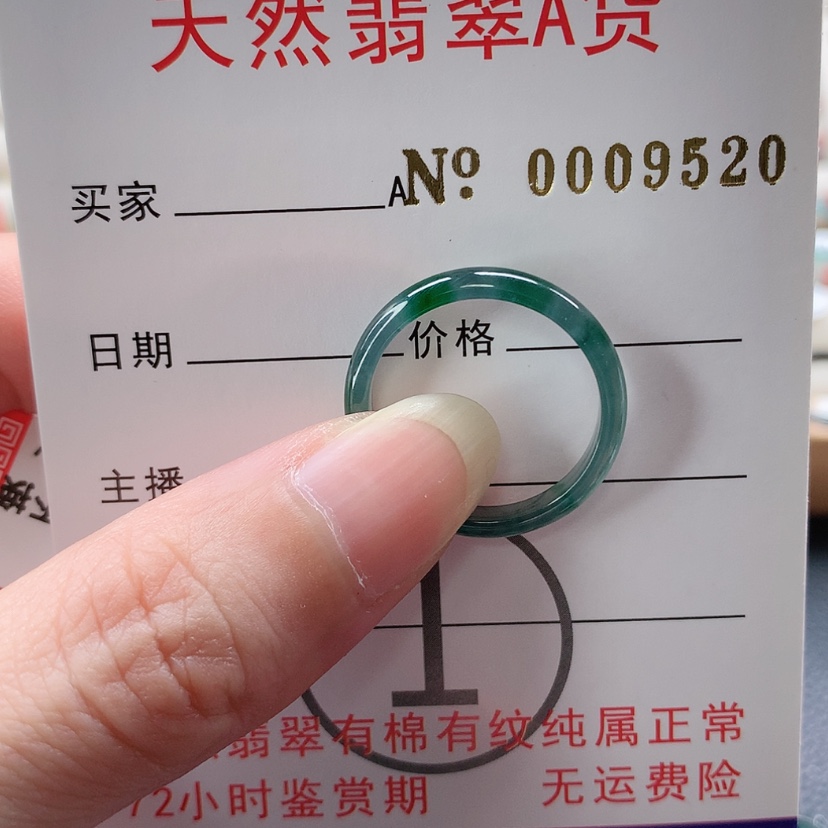 天然翡翠A货
买家 A№ 0009520
日期 价格
主播
1
翡翠有棉有纹纯属正常
72小时鉴赏期 无运费险